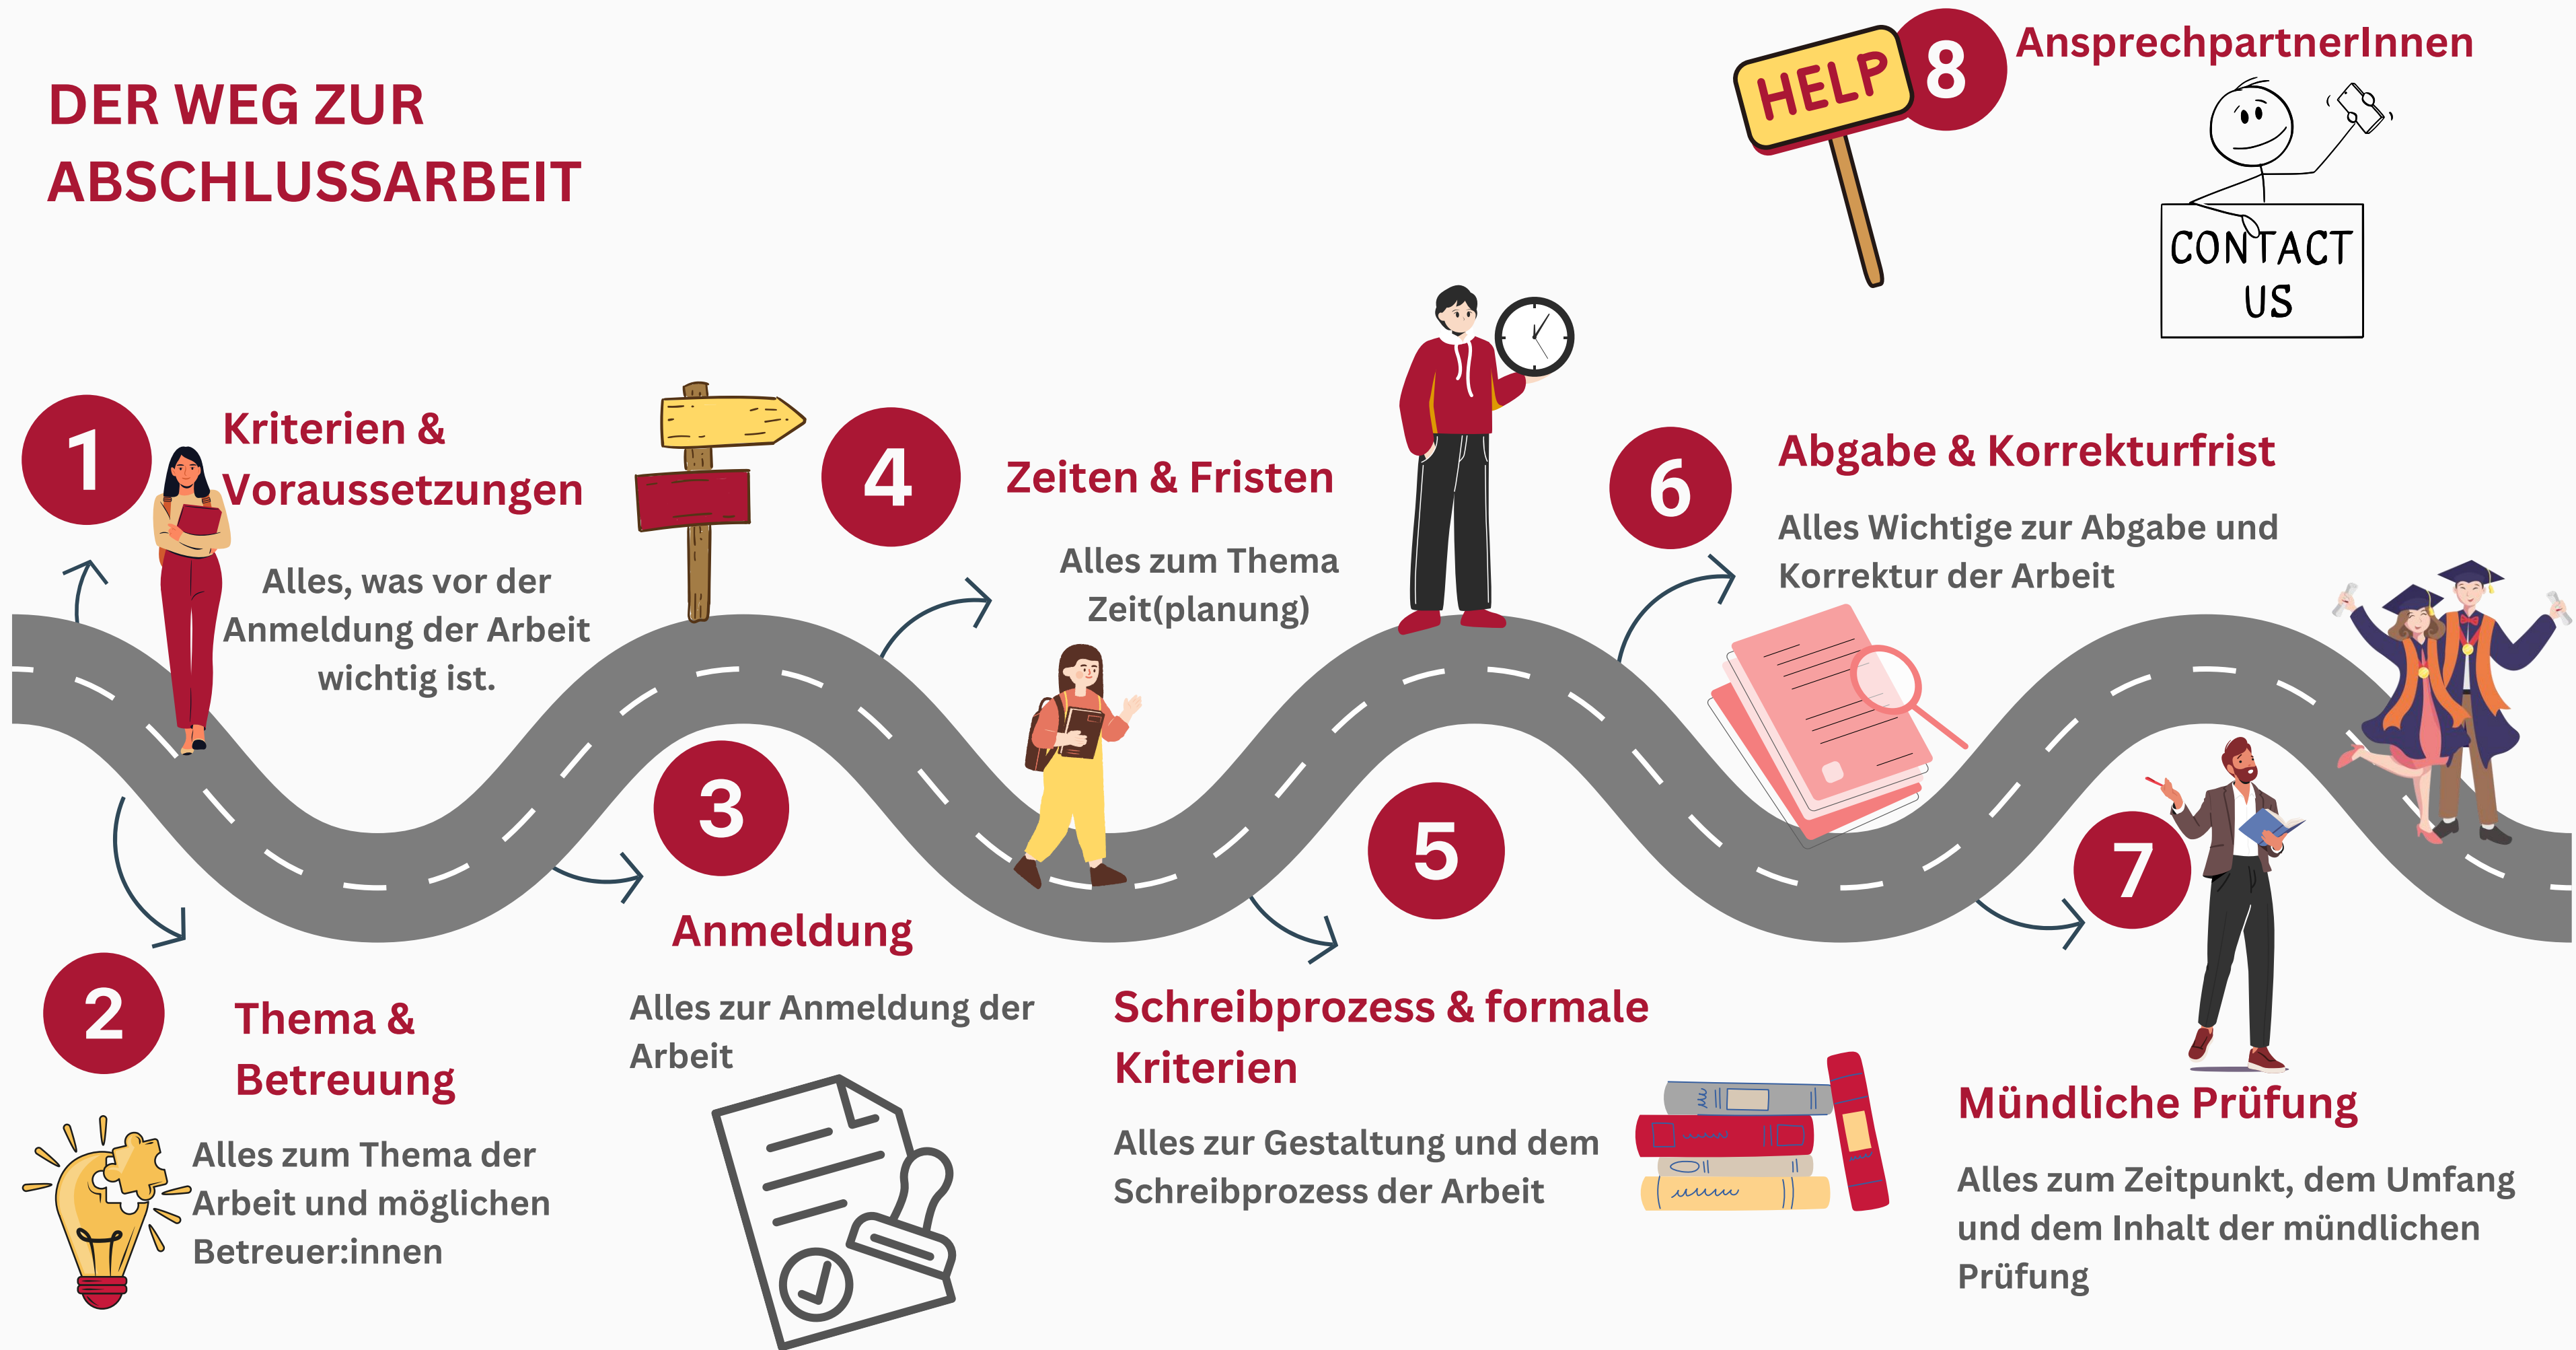 DER WEG ZUR
ABSCHLUSSARBEIT
1
Kriterien &
Voraussetzungen
Alles, was vor der
Anmeldung der Arbeit
wichtig ist.
2
Thema &
Betreuung
Alles zum Thema der
Arbeit und möglichen
Betreuer:innen
3
Anmeldung
Alles zur Anmeldung der
Arbeit
4
Zeiten & Fristen
Alles zum Thema
Zeit(planung)
5
Schreibprozess & formale
Kriterien
Alles zur Gestaltung und dem
Schreibprozess der Arbeit
6
Abgabe & Korrekturfrist
Alles Wichtige zur Abgabe und
Korrektur der Arbeit
7
Mündliche Prüfung
Alles zum Zeitpunkt, dem Umfang
und dem Inhalt der mündlichen
Prüfung
HELP
8
AnsprechpartnerInnen
CONTACT
US